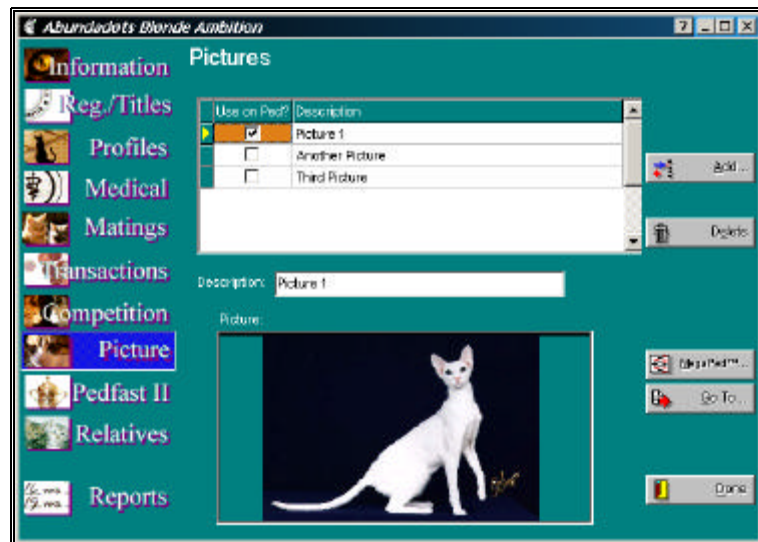 Abundadots Blonde Ambition
Information
Reg./Titles
Profiles
Medical
Matings
Transactions
Competition
Picture
Pedfast II
Relatives
Reports
Pictures
Use on Ped? Description
Picture 1
Another Picture
Third Picture
Description: Picture 1
Picture:
Add...
Delete
MegaPed™...
Go To...
Done